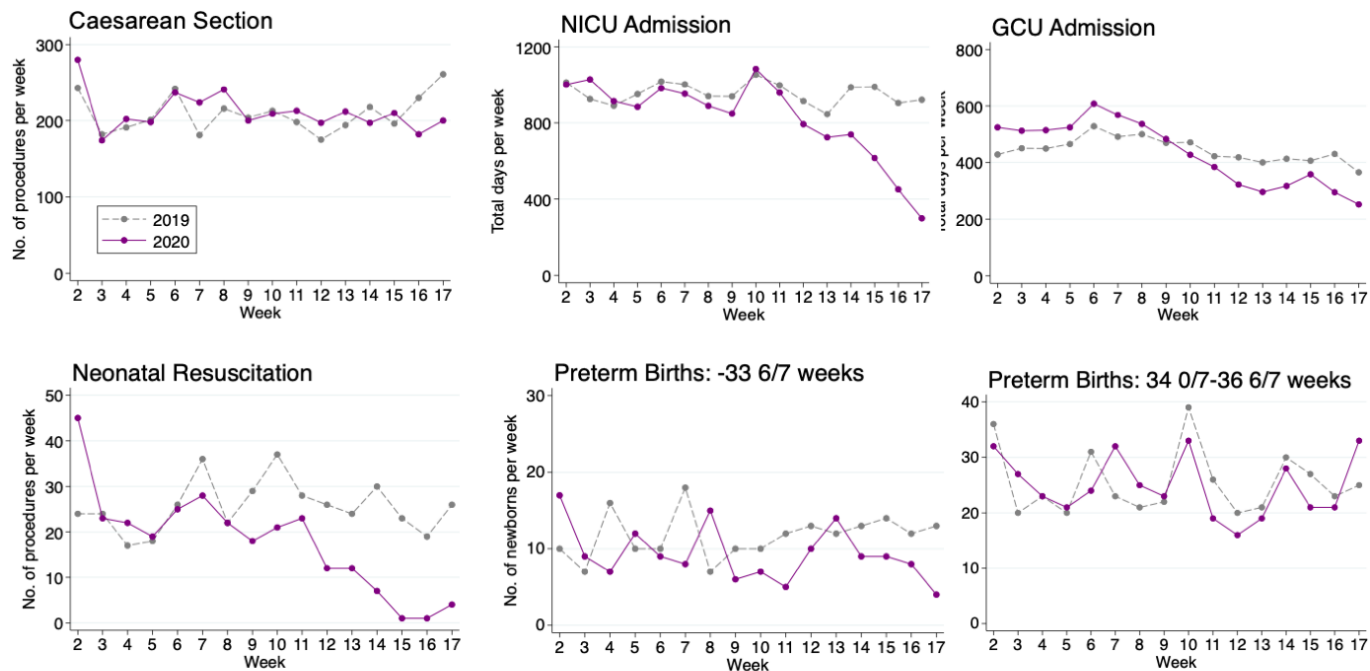 Caesarean Section
No. of procedures per week
300
200
100
0
2019
2020
2 3 4 5 6 7 8 9 10 11 12 13 14 15 16 17
Week
NICU Admission
Total days per week
1200
800
400
0
2 3 4 5 6 7 8 9 10 11 12 13 14 15 16 17
Week
GCU Admission
days per week
800
600
400
200
0
2 3 4 5 6 7 8 9 10 11 12 13 14 15 16 17
Week
Neonatal Resuscitation
No. of procedures per week
50
40
30
20
10
0
2 3 4 5 6 7 8 9 10 11 12 13 14 15 16 17
Week
Preterm Births: -33 6/7 weeks
No. of newborns per week
30
20
10
0
2 3 4 5 6 7 8 9 10 11 12 13 14 15 16 17
Week
Preterm Births: 34 0/7-36 6/7 weeks
40
30
20
10
0
2 3 4 5 6 7 8 9 10 11 12 13 14 15 16 17
Week